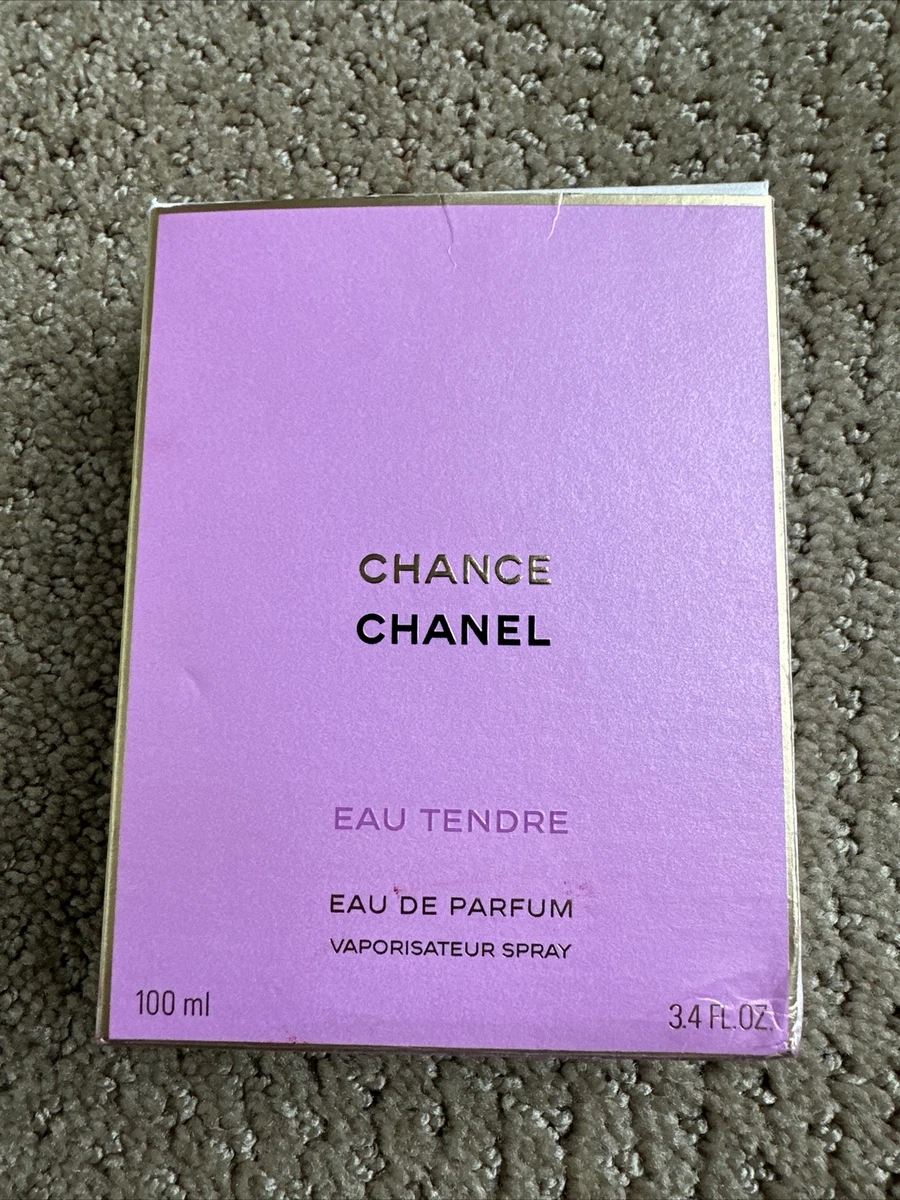 CHANCE
CHANEL
EAU TENDRE
EAU DE PARFUM
VAPORISATEUR SPRAY
100 ml
3.4 FL.OZ.